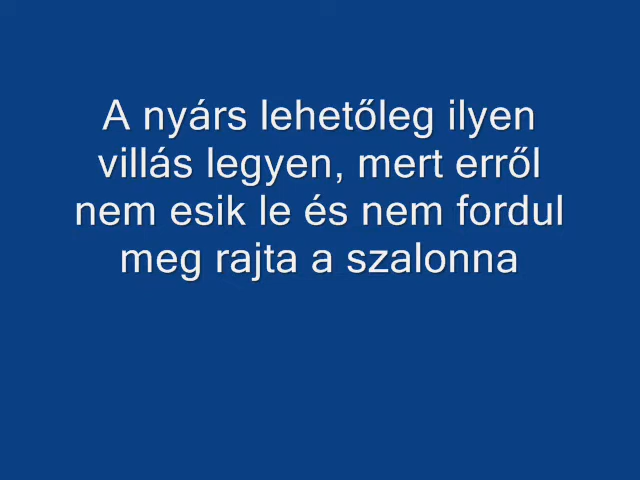 A nyárs lehetőleg ilyen
villás legyen, mert erről
nem esik le és nem fordul
meg rajta a szalonna